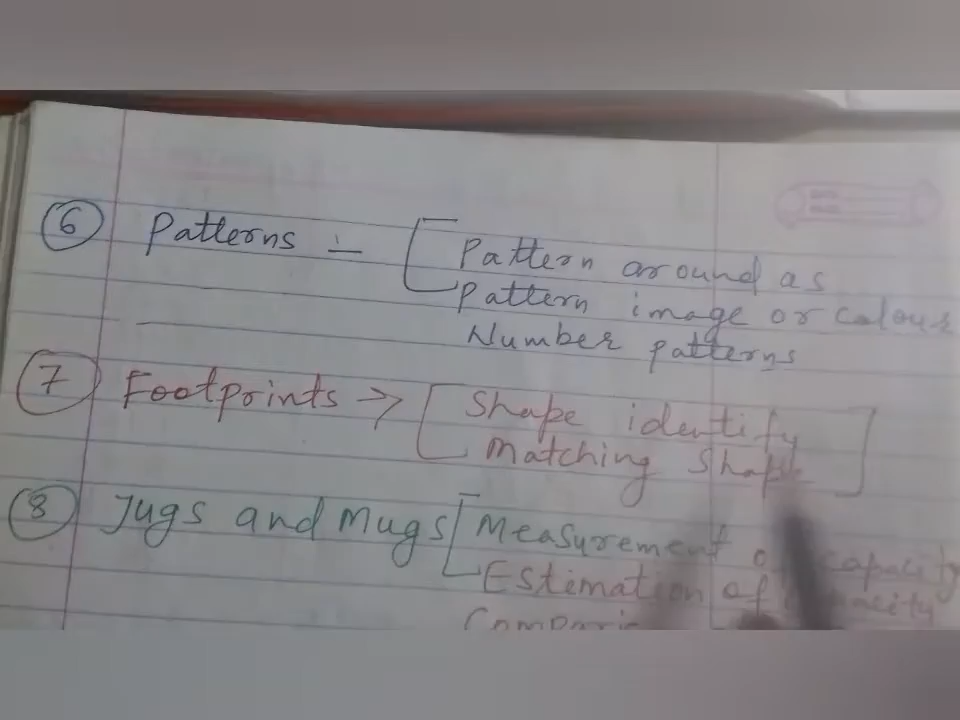 6 Patterns :- Pattern around as
Pattern image or colour
Number patterns
7 Footprints → Shape identify
Matching Shape
8 Jugs and Mugs Measurement of capacity
Estimation of capacity